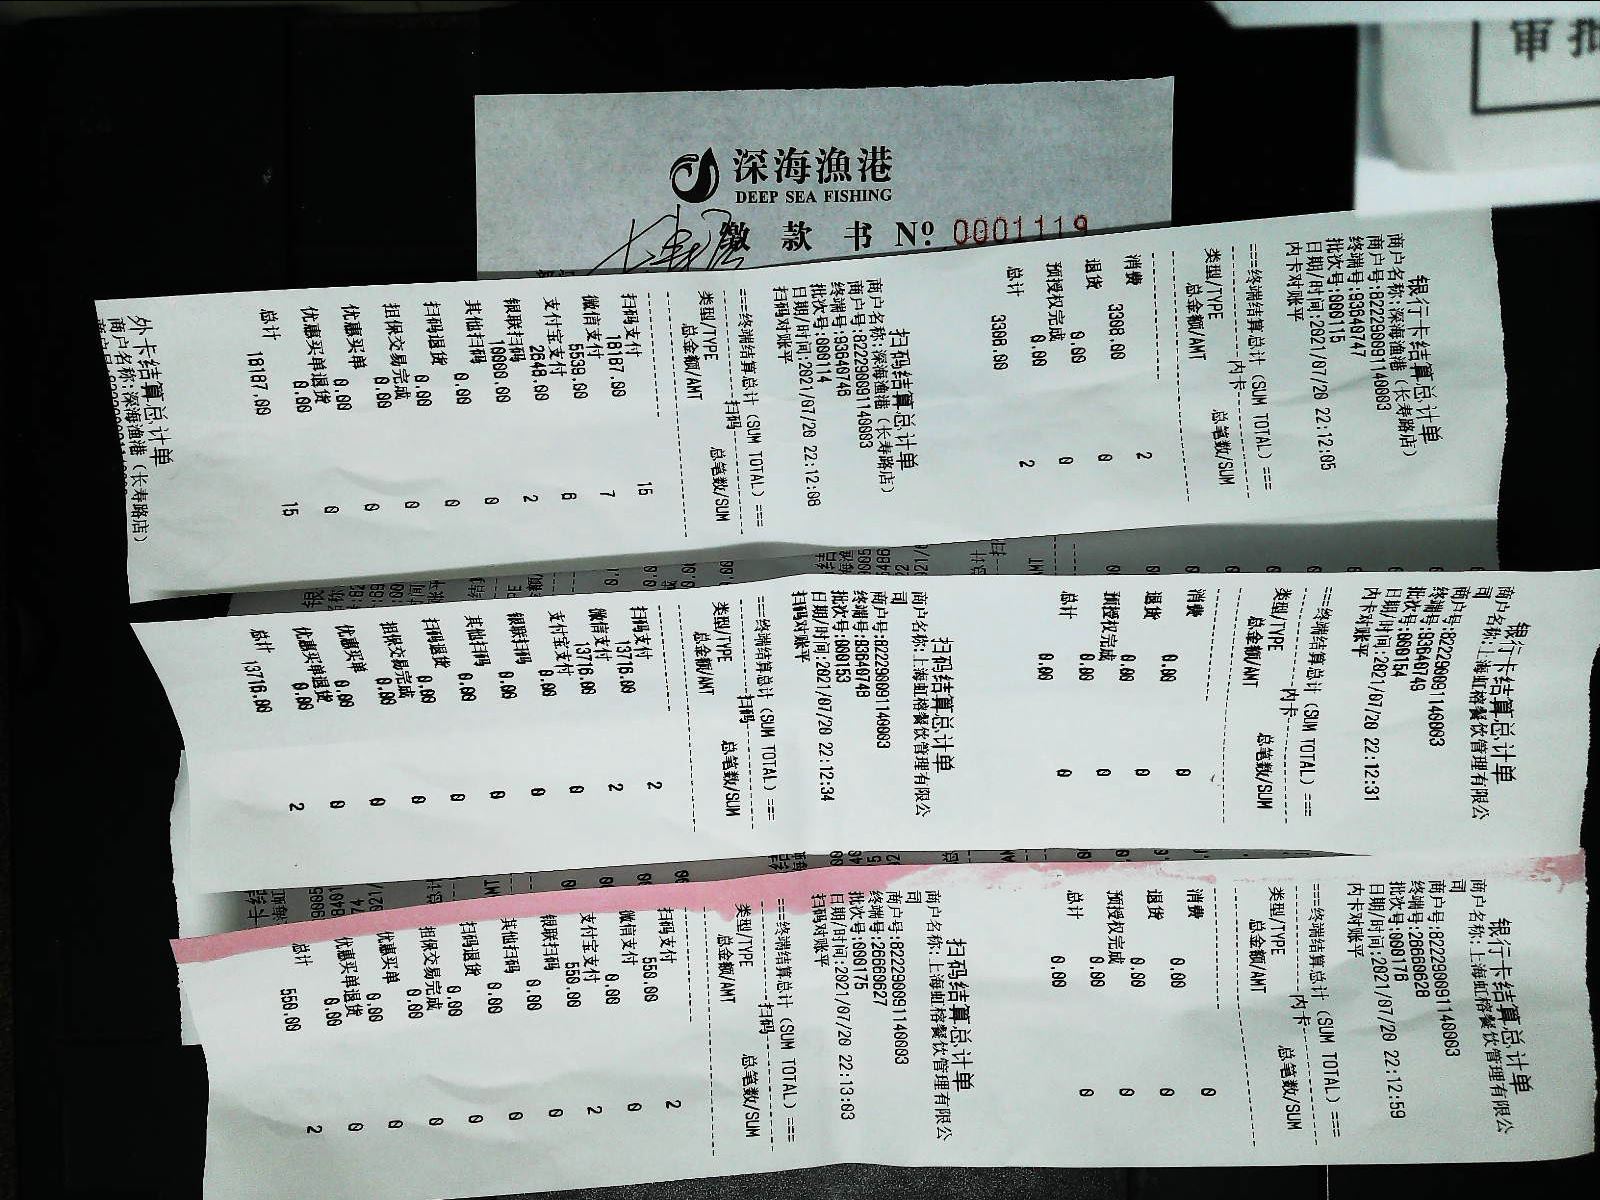 审批
深海漁港
DEEP SEA FISHING
缴款书 Nº: 0001119
银行卡结算总计单
商户名称:深海渔港(长寿路店)
商户号:822290091140003
终端号:93640747
批次号:000115
日期/时间:2021/07/20 22:12:05
内卡对账平
===终端结算总计(SUM TOTAL)===
内卡
类型/TYPE 总笔数/SUM
总金额/AMT
消费 2
3308.00
退货 0
0.00
预授权完成 0
0.00
总计 2
3308.00
扫码结算总计单
商户名称:深海渔港(长寿路店)
商户号:822290091140003
终端号:93640746
批次号:000114
日期/时间:2021/07/20 22:12:08
扫码对账平
===终端结算总计(SUM TOTAL)===
扫码
类型/TYPE 总笔数/SUM
总金额/AMT
扫码支付 15
18187.00
微信支付 7
5539.00
支付宝支付 6
2648.00
银联扫码 2
10000.00
其他扫码 0
0.00
扫码退货 0
0.00
担保交易完成 0
0.00
优惠买单 0
0.00
优惠买单退货 0
0.00
总计 15
18187.00
外卡结算总计单
商户名称:深海渔港(长寿路店)
银行卡结算总计单
商户名称:上海虹榕餐饮管理有限公
司
商户号:822290091140003
终端号:93640749
批次号:000154
日期/时间:2021/07/20 22:12:31
内卡对账平
===终端结算总计(SUM TOTAL)===
内卡
类型/TYPE 总笔数/SUM
总金额/AMT
消费 0
0.00
退货 0
0.00
预授权完成 0
0.00
总计 0
0.00
扫码结算总计单
商户名称:上海虹榕餐饮管理有限公
司
商户号:822290091140003
终端号:93640748
批次号:000153
日期/时间:2021/07/20 22:12:34
扫码对账平
===终端结算总计(SUM TOTAL)===
扫码
类型/TYPE 总笔数/SUM
总金额/AMT
扫码支付 2
13716.00
微信支付 2
13716.00
支付宝支付 0
0.00
银联扫码 0
0.00
其他扫码 0
0.00
扫码退货 0
0.00
担保交易完成 0
0.00
优惠买单 0
0.00
优惠买单退货 0
0.00
总计 2
13716.00
银行卡结算总计单
商户名称:上海虹榕餐饮管理有限公
司
商户号:822290091140003
终端号:26660628
批次号:000176
日期/时间:2021/07/20 22:12:59
内卡对账平
===终端结算总计(SUM TOTAL)===
内卡
类型/TYPE 总笔数/SUM
总金额/AMT
消费 0
0.00
退货 0
0.00
预授权完成 0
0.00
总计 0
0.00
扫码结算总计单
商户名称:上海虹榕餐饮管理有限公
司
商户号:822290091140003
终端号:26660627
批次号:000175
日期/时间:2021/07/20 22:13:03
扫码对账平
===终端结算总计(SUM TOTAL)===
扫码
类型/TYPE 总笔数/SUM
总金额/AMT
扫码支付 2
550.00
微信支付 0
0.00
支付宝支付 2
550.00
银联扫码 0
0.00
其他扫码 0
0.00
扫码退货 0
0.00
担保交易完成 0
0.00
优惠买单 0
0.00
优惠买单退货 0
0.00
总计 2
550.00